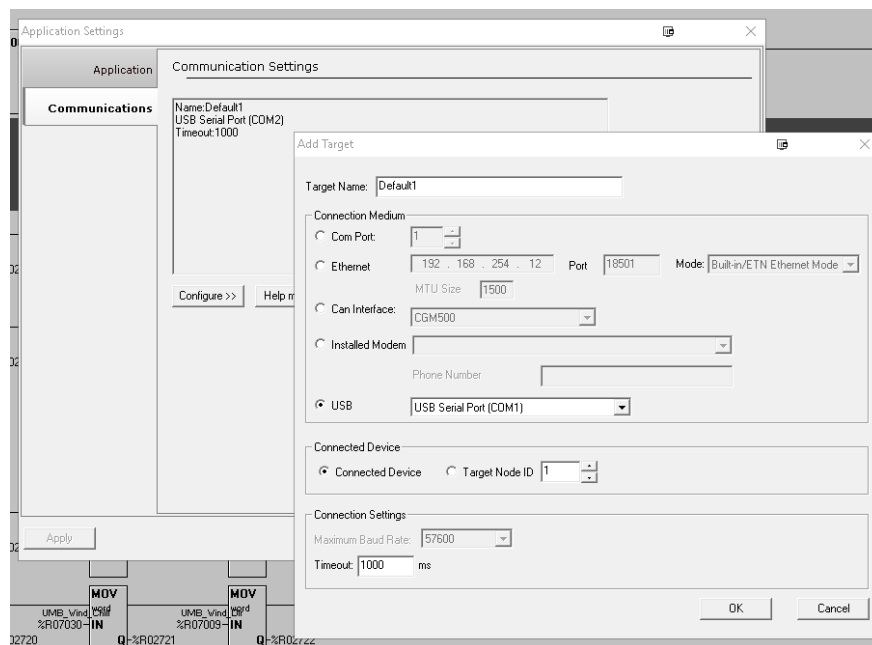 Application Settings
Application
Communications
Communication Settings
Name:Default1
USB Serial Port (COM2)
Timeout:1000
Configure >>
Help m
Apply
Add Target
Target Name: Default1
Connection Medium
Com Port: 1
Ethernet 192 . 168 . 254 . 12 Port 18501 Mode: Built-in/ETN Ethernet Mode
MTU Size 1500
Can Interface: CGM500
Installed Modem
Phone Number
USB USB Serial Port (COM1)
Connected Device
Connected Device Target Node ID 1
Connection Settings
Maximum Baud Rate: 57600
Timeout: 1000 ms
OK Cancel
MOV MOV
word word
UMB_Wind_Chill UMB_Wind_Dir
%R07030 IN %R07009 IN
02720 Q %R02721 Q %R02722